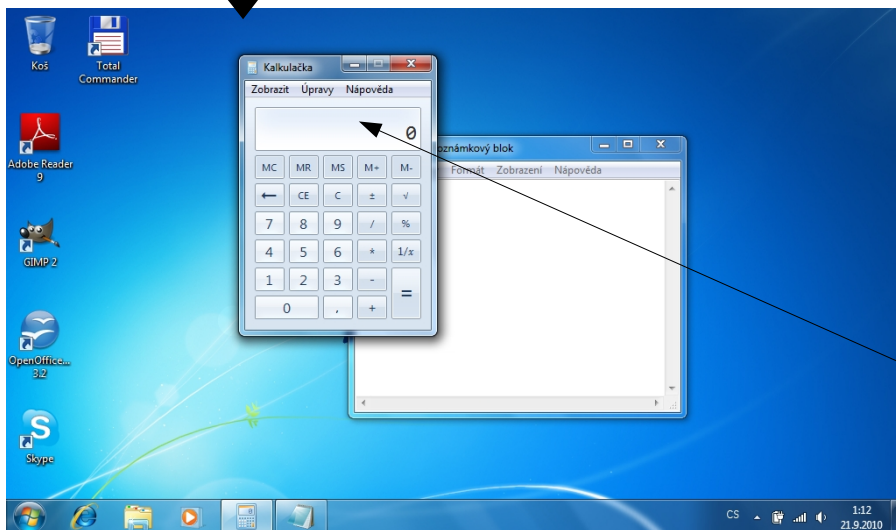 Koš
Total
Commander
Adobe Reader
9
GIMP 2
OpenOffice...
3.2
Skype
Kalkulačka
Zobrazit Úpravy Nápověda
0
MC MR MS M+ M-
← CE C ± √
7 8 9 / %
4 5 6 * 1/x
1 2 3 - =
0 , +
oznámkový blok
Formát Zobrazení Nápověda
CS
1:12
21.9.2010